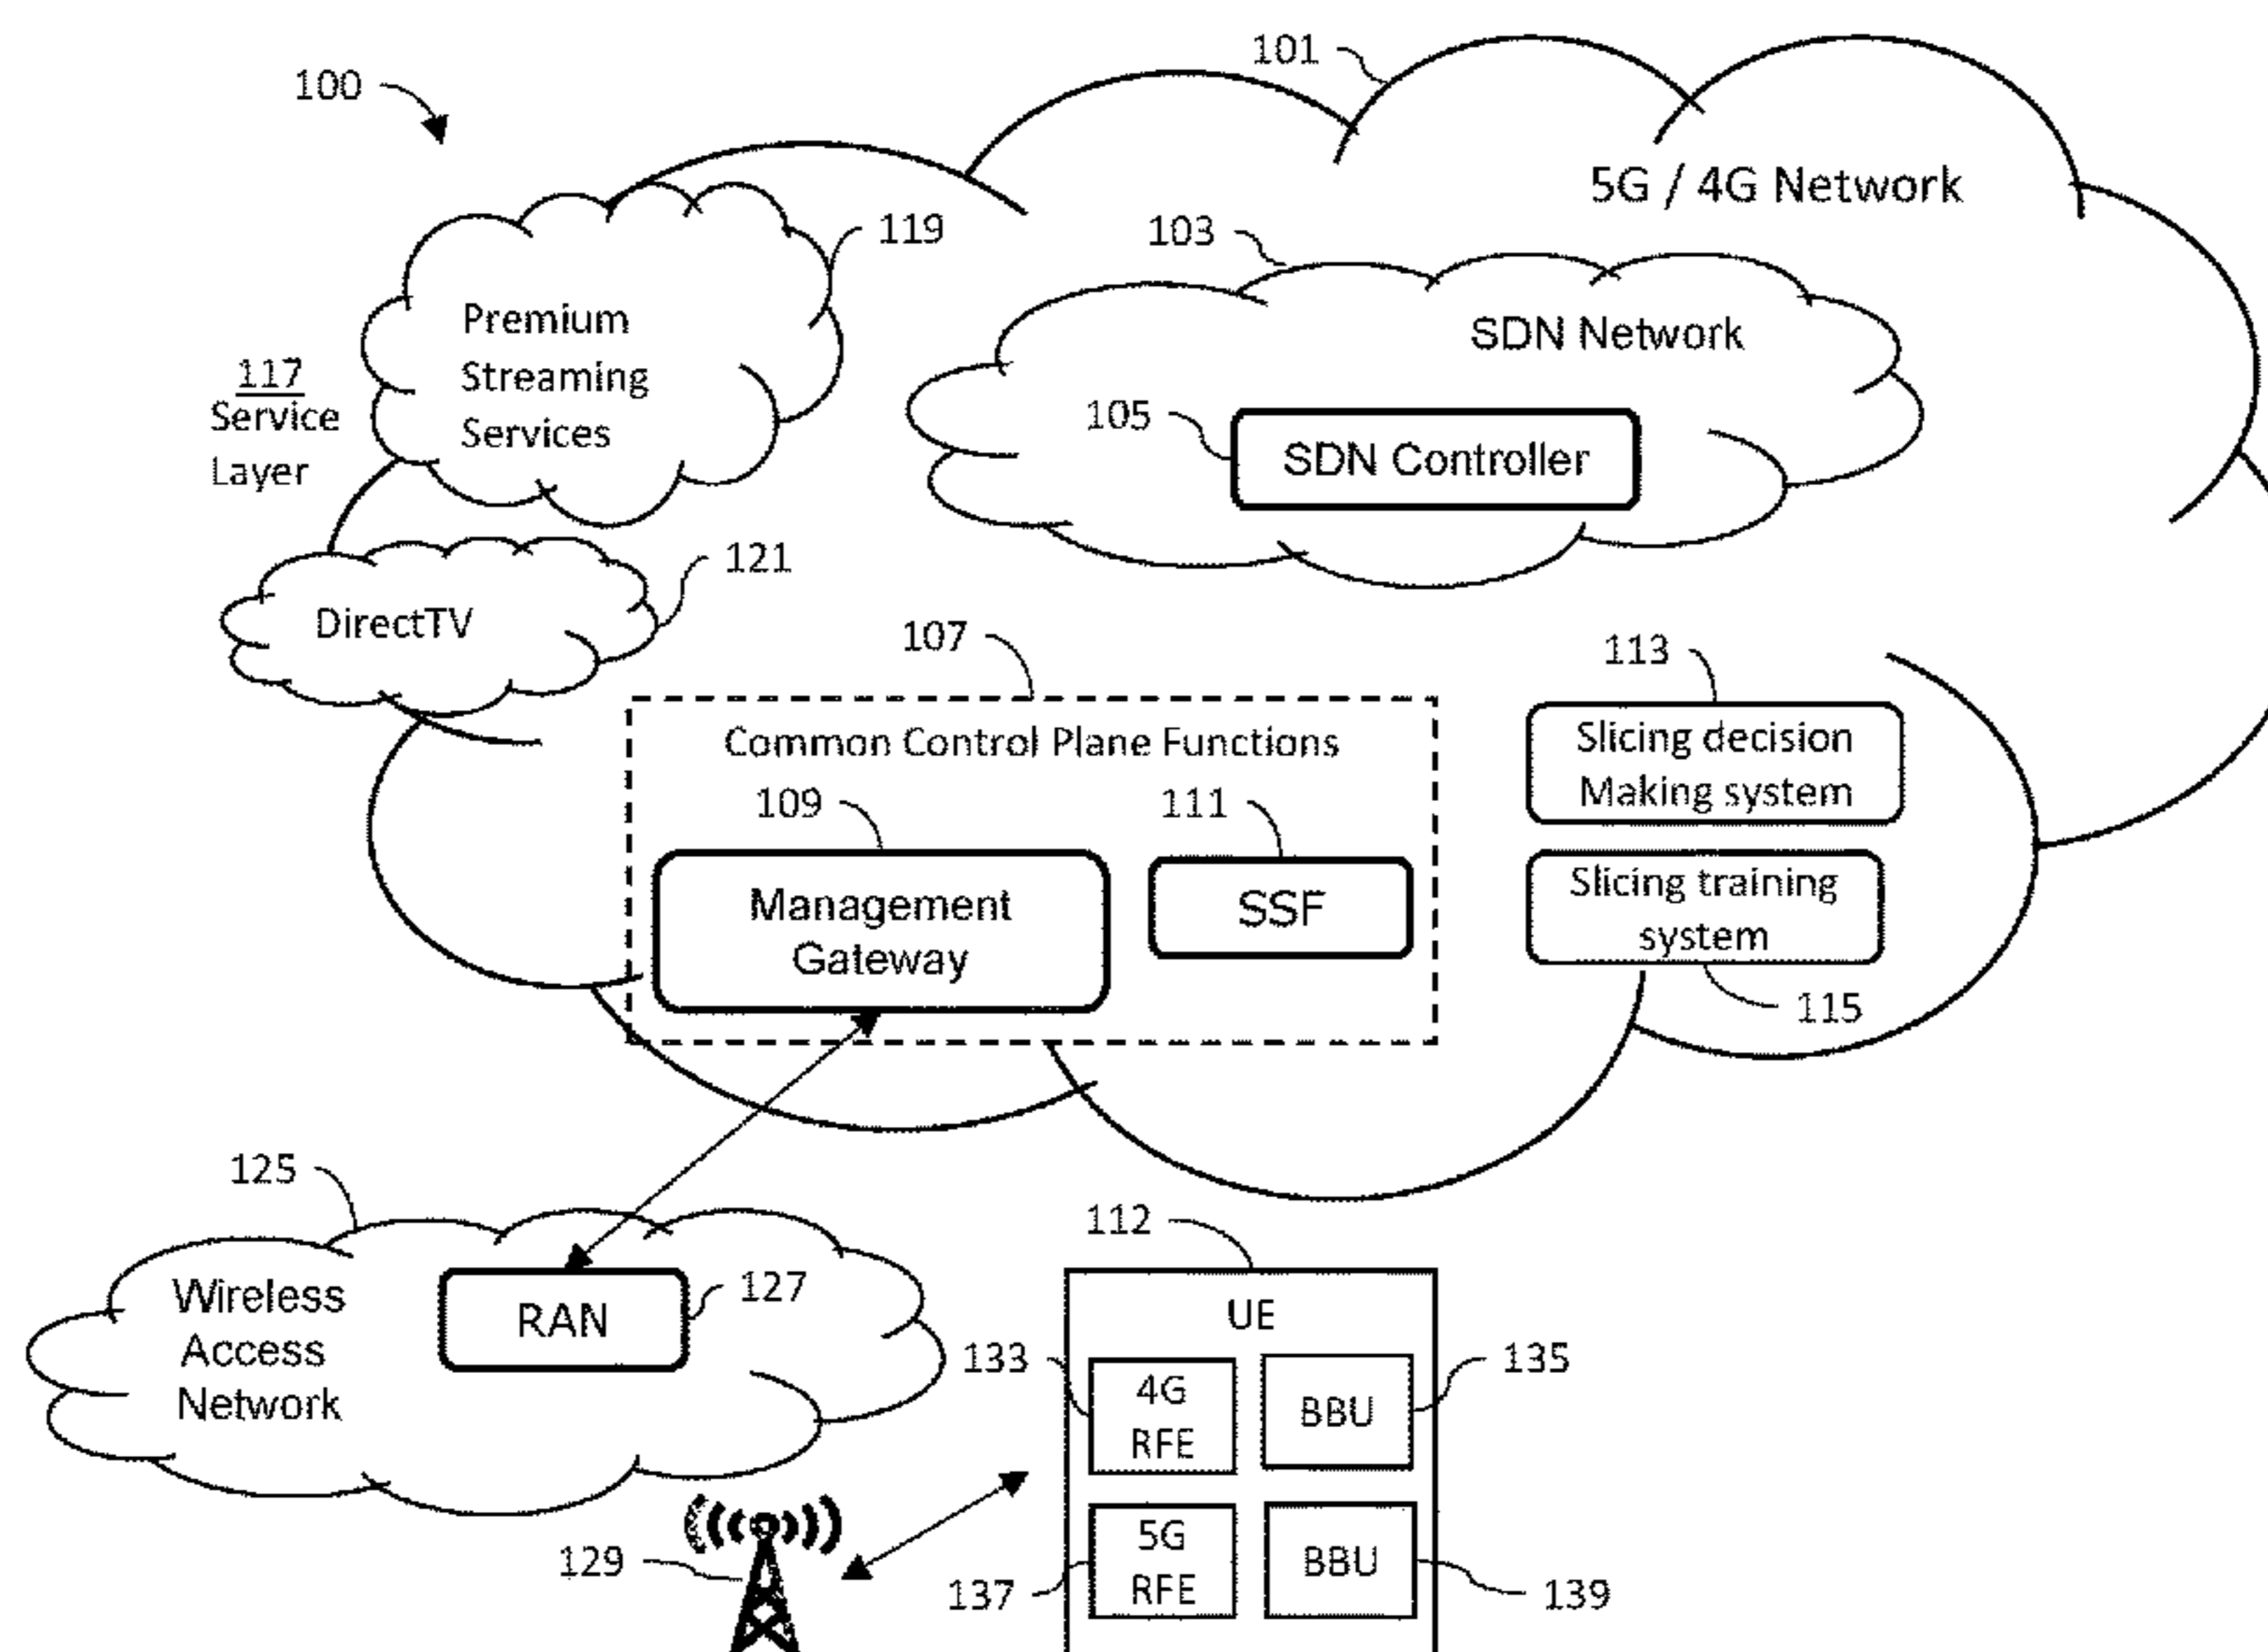 101
100
5G / 4G Network
119
103
Premium
Streaming
Services
SDN Network
117
Service
Layer
105
SDN Controller
121
DirectTV
107
113
Common Control Plane Functions
Slicing decision
Making system
109
111
Management
Gateway
SSF
Slicing training
system
115
125
112
Wireless
Access
Network
RAN
127
UE
133
4G
RFE
BBU
135
129
137
5G
RFE
BBU
139